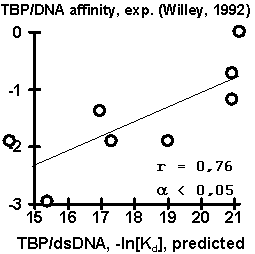 TBP/DNA affinity, exp. (Willey, 1992)
0
-1
-2
-3
r = 0,76
α < 0,05
15 16 17 18 19 20 21
TBP/dsDNA, -ln[Kd], predicted